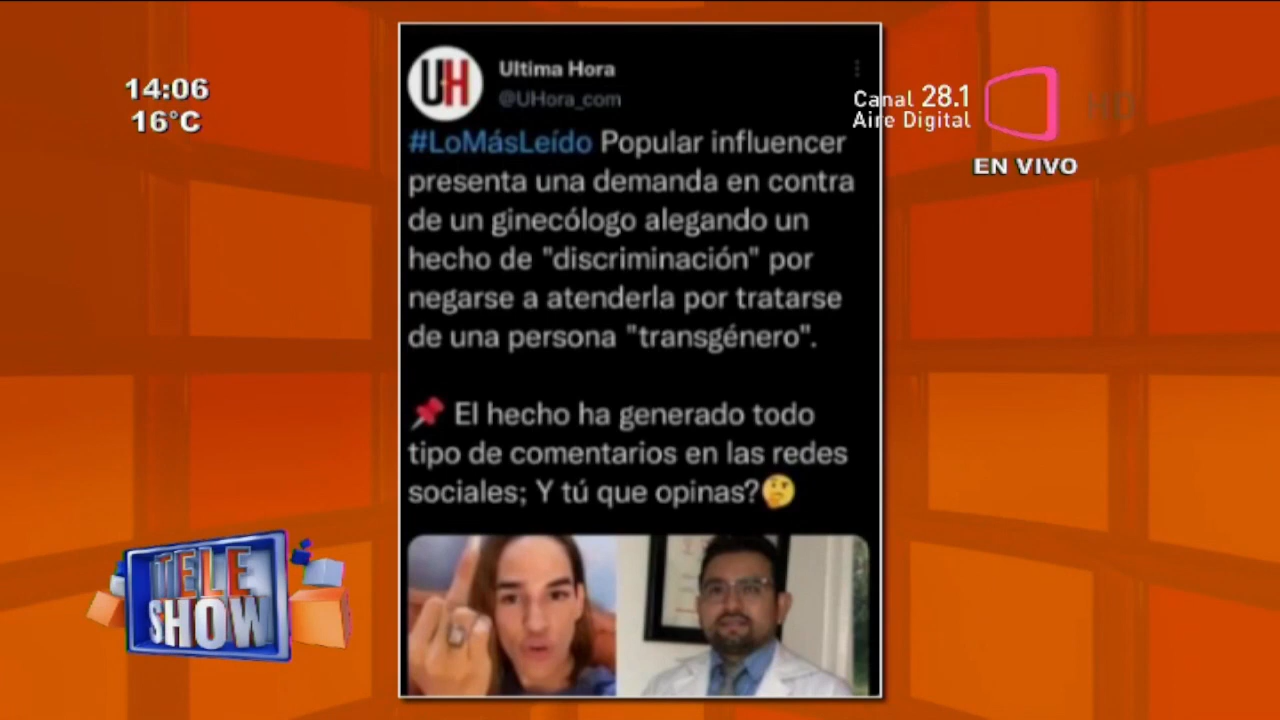 14:06
16°C
UH
Ultima Hora
@UHora_com
#LoMásLeído Popular influencer
presenta una demanda en contra
de un ginecólogo alegando un
hecho de "discriminación" por
negarse a atenderla por tratarse
de una persona "transgénero".
📌 El hecho ha generado todo
tipo de comentarios en las redes
sociales; Y tú que opinas?🤔
Canal 28.1
Aire Digital
HD
EN VIVO
TELE
SHOW